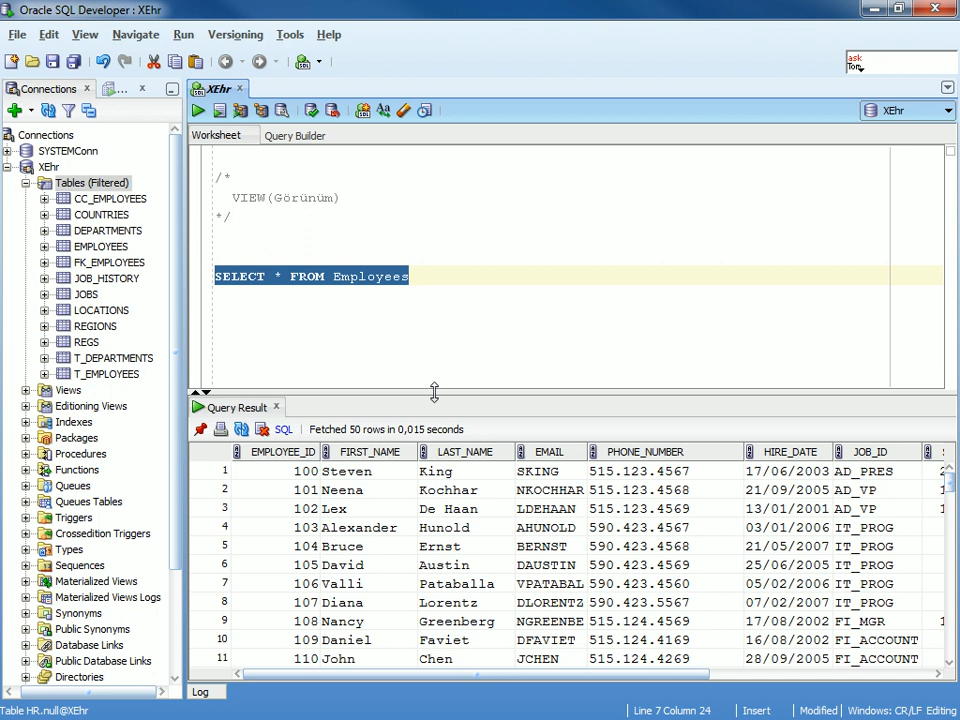 Oracle SQL Developer : XEhr
File Edit View Navigate Run Versioning Tools Help
ask
Tom
Connections
...
XEhr
XEhr
Worksheet Query Builder
Connections
SYSTEMConn
XEhr
Tables (Filtered)
CC_EMPLOYEES
COUNTRIES
DEPARTMENTS
EMPLOYEES
FK_EMPLOYEES
JOB_HISTORY
JOBS
LOCATIONS
REGIONS
REGS
T_DEPARTMENTS
T_EMPLOYEES
Views
Editioning Views
Indexes
Packages
Procedures
Functions
Queues
Queues Tables
Triggers
Crossedition Triggers
Types
Sequences
Materialized Views
Materialized Views Logs
Synonyms
Public Synonyms
Database Links
Public Database Links
Directories
/*
VIEW(Görünüm)
*/
SELECT * FROM Employees
Query Result
SQL | Fetched 50 rows in 0,015 seconds
EMPLOYEE_ID FIRST_NAME LAST_NAME EMAIL PHONE_NUMBER HIRE_DATE JOB_ID S
1 100 Steven King SKING 515.123.4567 17/06/2003 AD_PRES 2
2 101 Neena Kochhar NKOCHHAR 515.123.4568 21/09/2005 AD_VP 1
3 102 Lex De Haan LDEHAAN 515.123.4569 13/01/2001 AD_VP 1
4 103 Alexander Hunold AHUNOLD 590.423.4567 03/01/2006 IT_PROG
5 104 Bruce Ernst BERNST 590.423.4568 21/05/2007 IT_PROG
6 105 David Austin DAUSTIN 590.423.4569 25/06/2005 IT_PROG
7 106 Valli Pataballa VPATABAL 590.423.4560 05/02/2006 IT_PROG
8 107 Diana Lorentz DLORENTZ 590.423.5567 07/02/2007 IT_PROG
9 108 Nancy Greenberg NGREENBE 515.124.4569 17/08/2002 FI_MGR 1
10 109 Daniel Faviet DFAVIET 515.124.4169 16/08/2002 FI_ACCOUNT
11 110 John Chen JCHEN 515.124.4269 28/09/2005 FI_ACCOUNT
Log
Table HR.null@XEhr Line 7 Column 24 Insert Modified Windows: CR/LF Editing